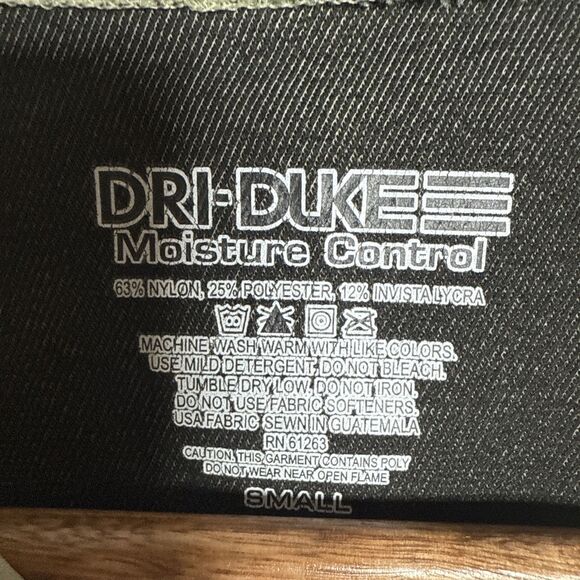 DRI-DUKE
Moisture Control
63% NYLON, 25% POLYESTER, 12% INVISTA LYCRA
MACHINE WASH WARM WITH LIKE COLORS.
USE MILD DETERGENT. DO NOT BLEACH.
TUMBLE DRY LOW. DO NOT IRON.
DO NOT USE FABRIC SOFTENERS.
USA FABRIC SEWN IN GUATEMALA
RN 61263
CAUTION, THIS GARMENT CONTAINS POLY
DO NOT WEAR NEAR OPEN FLAME
SMALL